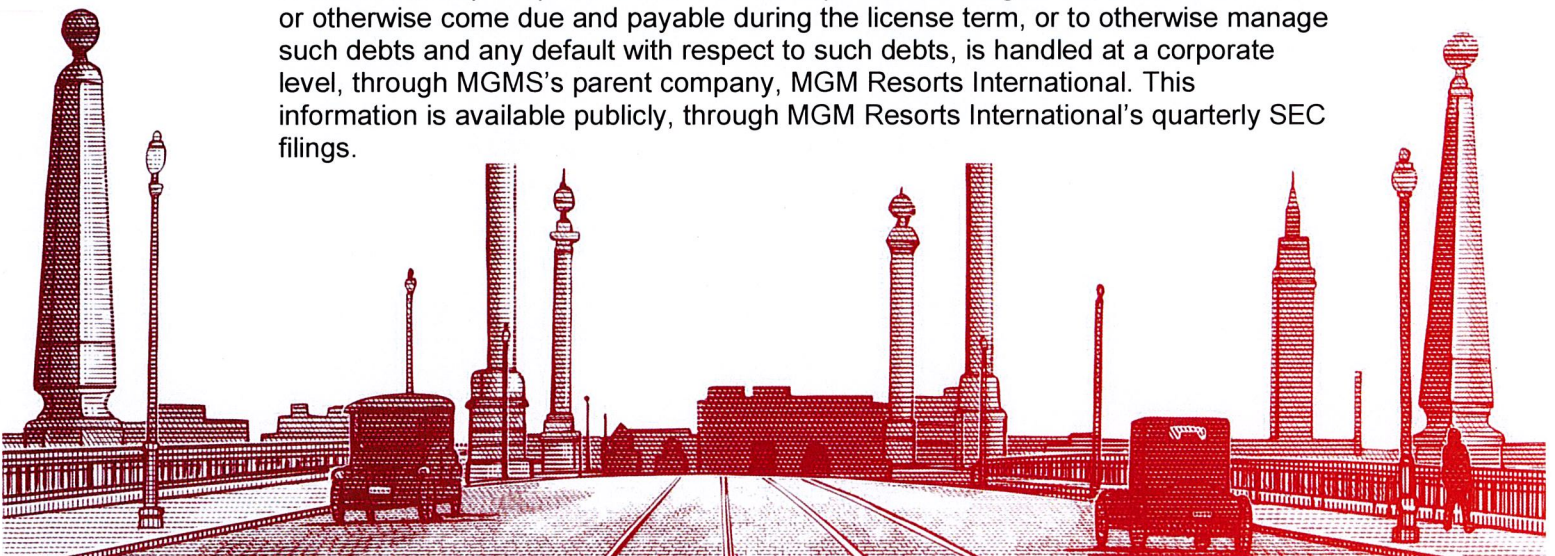 or otherwise come due and payable during the license term, or to otherwise manage
such debts and any default with respect to such debts, is handled at a corporate
level, through MGMS's parent company, MGM Resorts International. This
information is available publicly, through MGM Resorts International's quarterly SEC
filings.